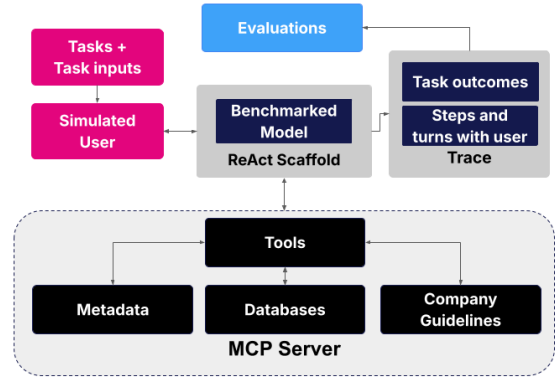 Evaluations
Tasks +
Task inputs
Simulated
User
Benchmarked
Model
ReAct Scaffold
Task outcomes
Steps and
turns with user
Trace
Tools
Metadata
Databases
Company
Guidelines
MCP Server